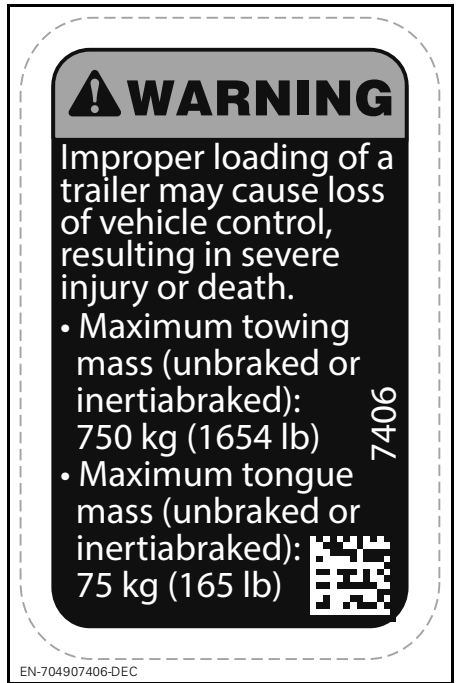 WARNING
Improper loading of a
trailer may cause loss
of vehicle control,
resulting in severe
injury or death.
• Maximum towing
mass (unbraked or
inertiabraked):
750 kg (1654 lb)
• Maximum tongue
mass (unbraked or
inertiabraked):
75 kg (165 lb)
7406
EN-704907406-DEC